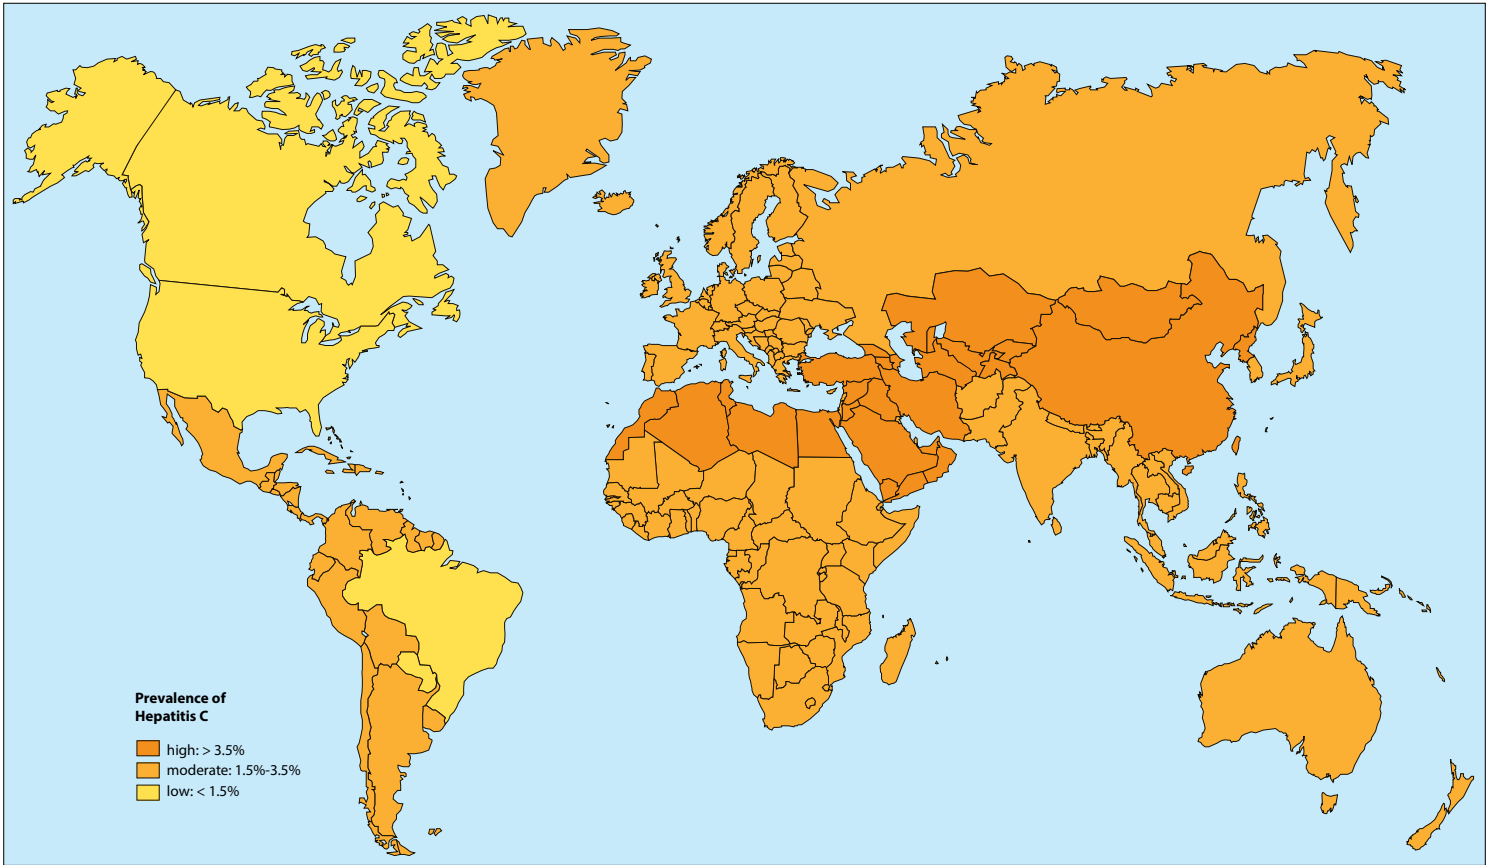 Prevalence of
Hepatitis C
high: > 3.5%
moderate: 1.5%-3.5%
low: < 1.5%